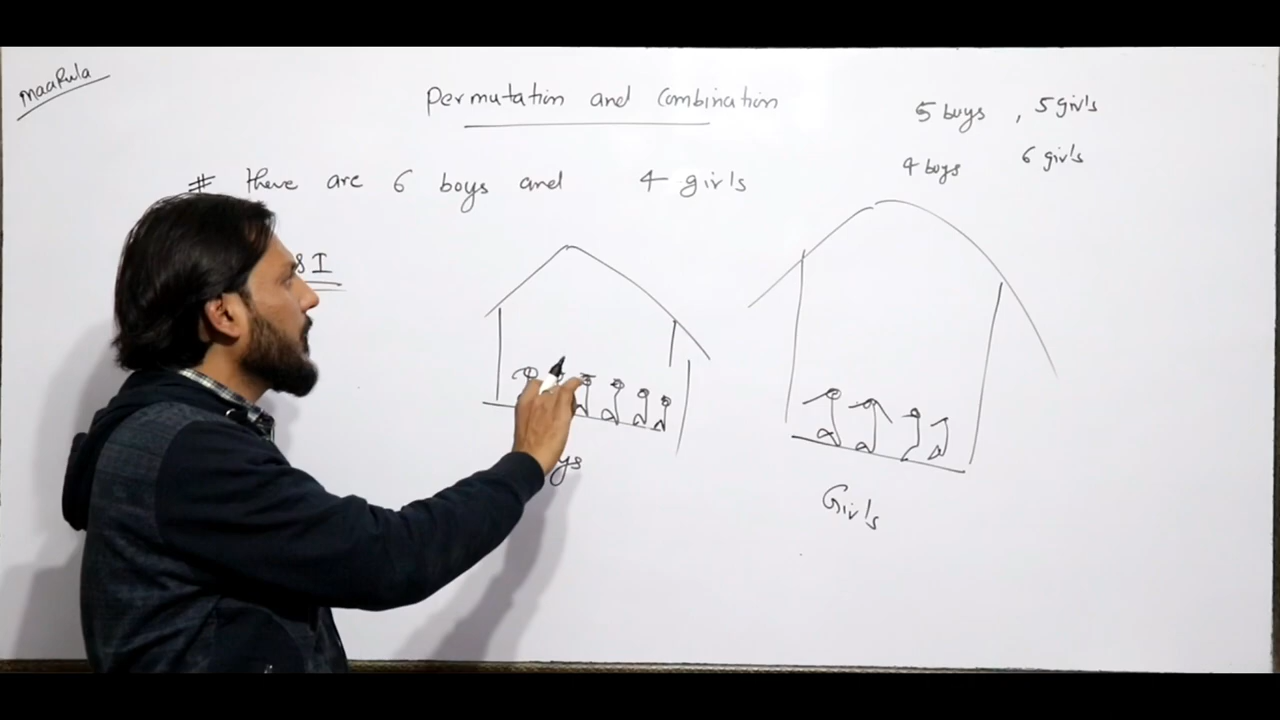 maaRula
Permutation and Combination
5 boys , 5 girls
4 boys 6 girls
# there are 6 boys and 4 girls
I
ys
Girls